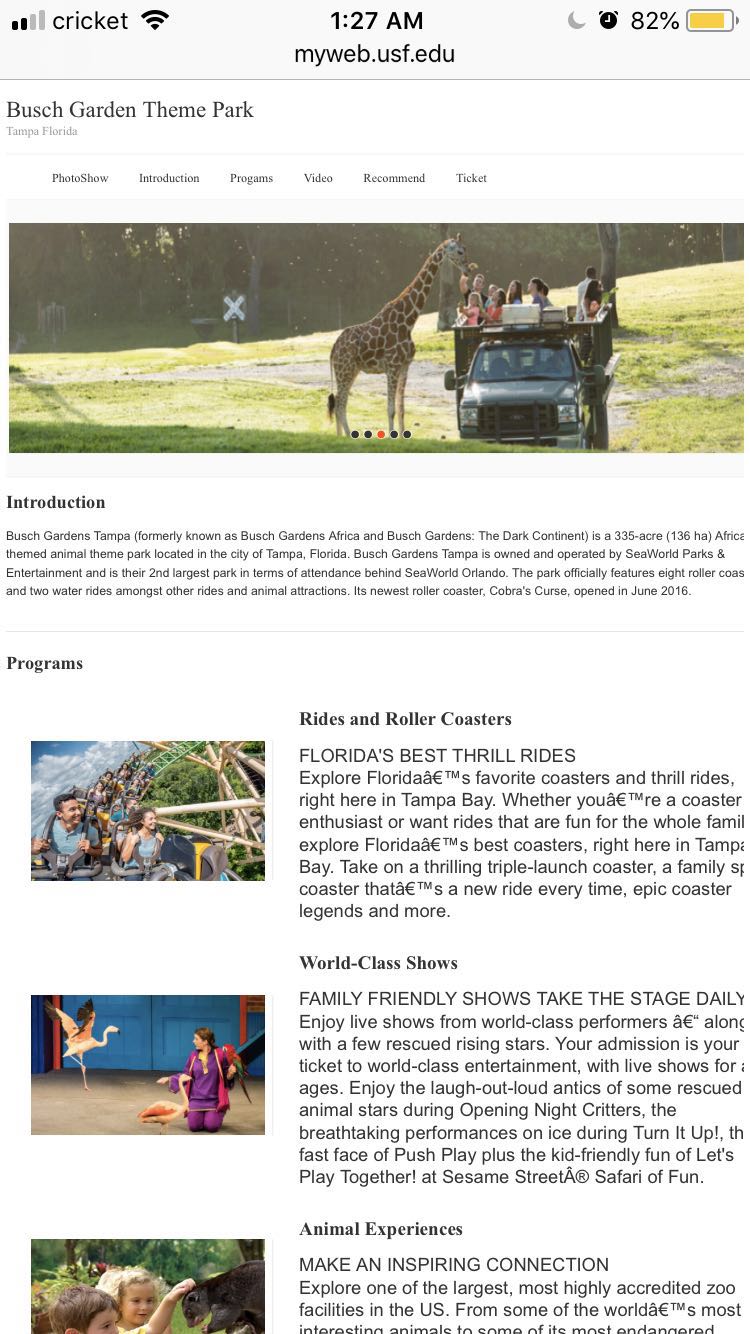 cricket 1:27 AM 82%
myweb.usf.edu
Busch Garden Theme Park
Tampa Florida
PhotoShow Introduction Progams Video Recommend Ticket
Introduction
Busch Gardens Tampa (formerly known as Busch Gardens Africa and Busch Gardens: The Dark Continent) is a 335-acre (136 ha) Africa
themed animal theme park located in the city of Tampa, Florida. Busch Gardens Tampa is owned and operated by SeaWorld Parks &
Entertainment and is their 2nd largest park in terms of attendance behind SeaWorld Orlando. The park officially features eight roller coas
and two water rides amongst other rides and animal attractions. Its newest roller coaster, Cobra's Curse, opened in June 2016.
Programs
Rides and Roller Coasters
FLORIDA'S BEST THRILL RIDES
Explore Floridaâ€™s favorite coasters and thrill rides,
right here in Tampa Bay. Whether youâ€™re a coaster
enthusiast or want rides that are fun for the whole famil
explore Floridaâ€™s best coasters, right here in Tampa
Bay. Take on a thrilling triple-launch coaster, a family sp
coaster thatâ€™s a new ride every time, epic coaster
legends and more.
World-Class Shows
FAMILY FRIENDLY SHOWS TAKE THE STAGE DAILY
Enjoy live shows from world-class performers â€“ along
with a few rescued rising stars. Your admission is your
ticket to world-class entertainment, with live shows for a
ages. Enjoy the laugh-out-loud antics of some rescued
animal stars during Opening Night Critters, the
breathtaking performances on ice during Turn It Up!, th
fast face of Push Play plus the kid-friendly fun of Let's
Play Together! at Sesame StreetÂ® Safari of Fun.
Animal Experiences
MAKE AN INSPIRING CONNECTION
Explore one of the largest, most highly accredited zoo
facilities in the US. From some of the worldâ€™s most
interesting animals to some of its most endangered